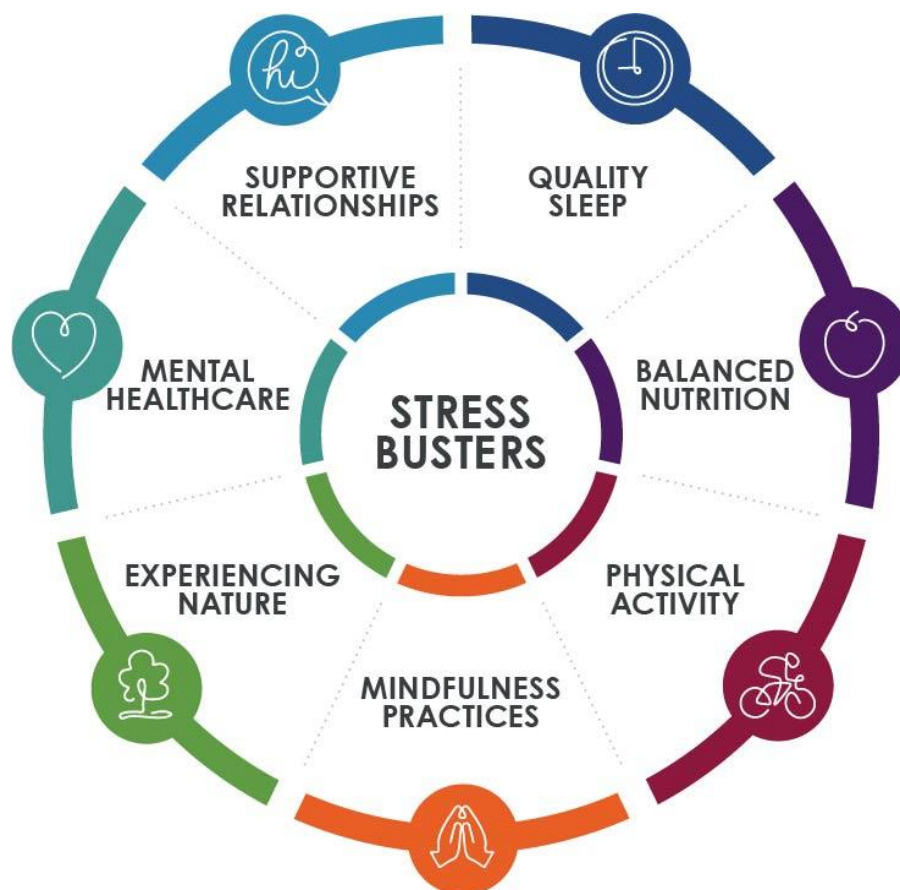 hi
SUPPORTIVE
RELATIONSHIPS
QUALITY
SLEEP
BALANCED
NUTRITION
PHYSICAL
ACTIVITY
MINDFULNESS
PRACTICES
EXPERIENCING
NATURE
MENTAL
HEALTHCARE
STRESS
BUSTERS